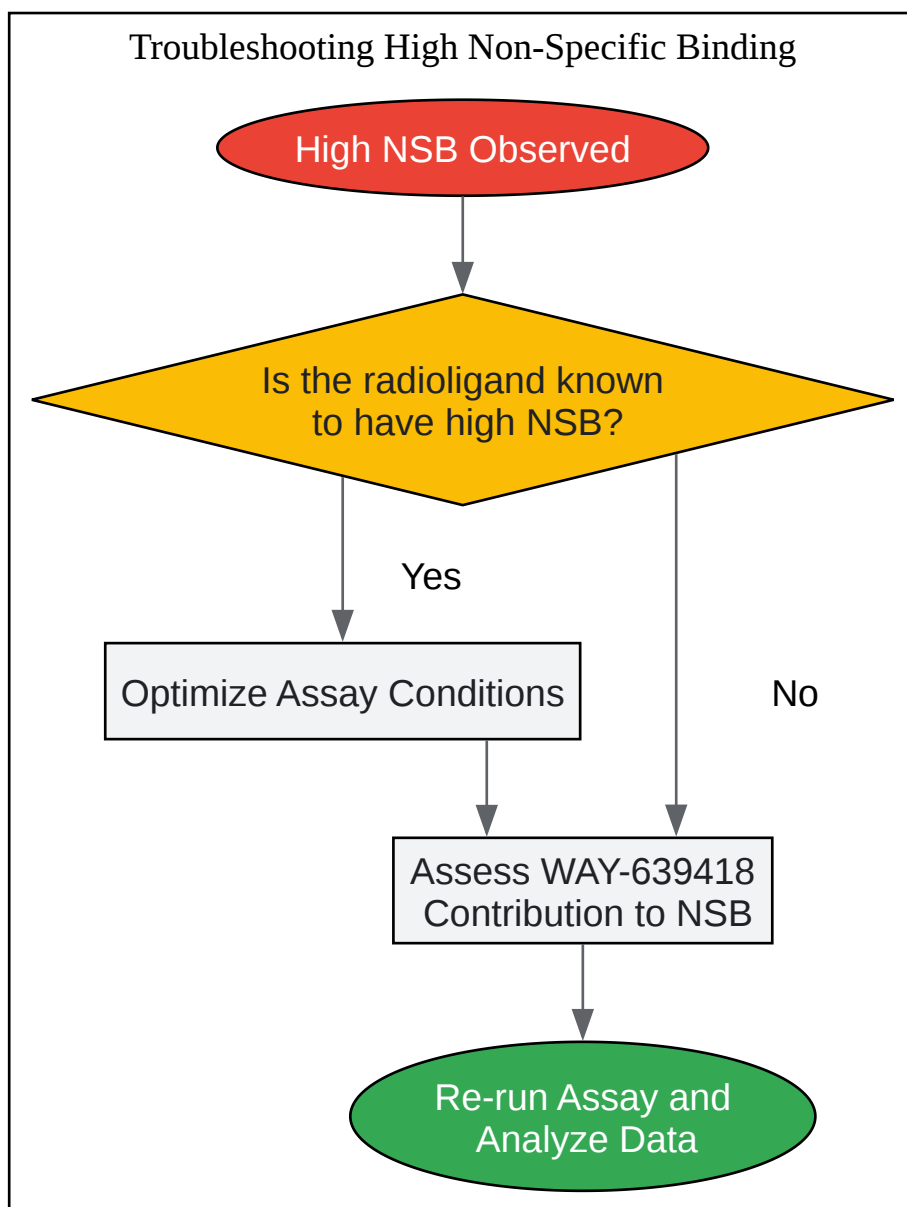 Troubleshooting High Non-Specific Binding
High NSB Observed
Is the radioligand known
to have high NSB?
Yes
Optimize Assay Conditions
No
Assess WAY-639418
Contribution to NSB
Re-run Assay and
Analyze Data